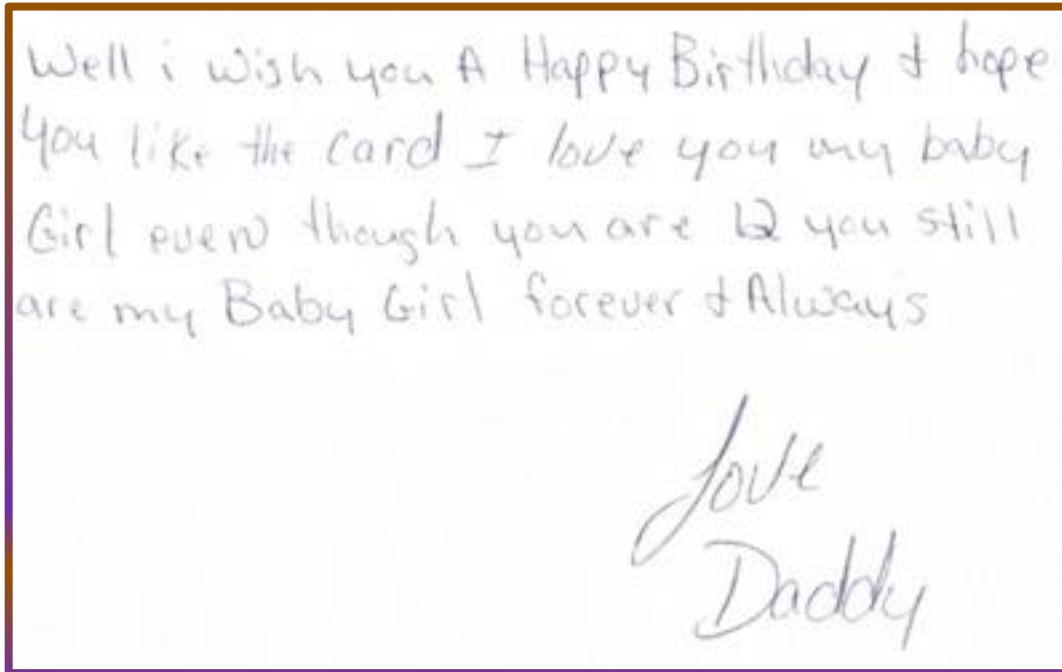 Well i wish you A Happy Birthday & hope
you like the card I love you my baby
Girl even though you are 12 you still
are my Baby Girl forever & Always
Love
Daddy